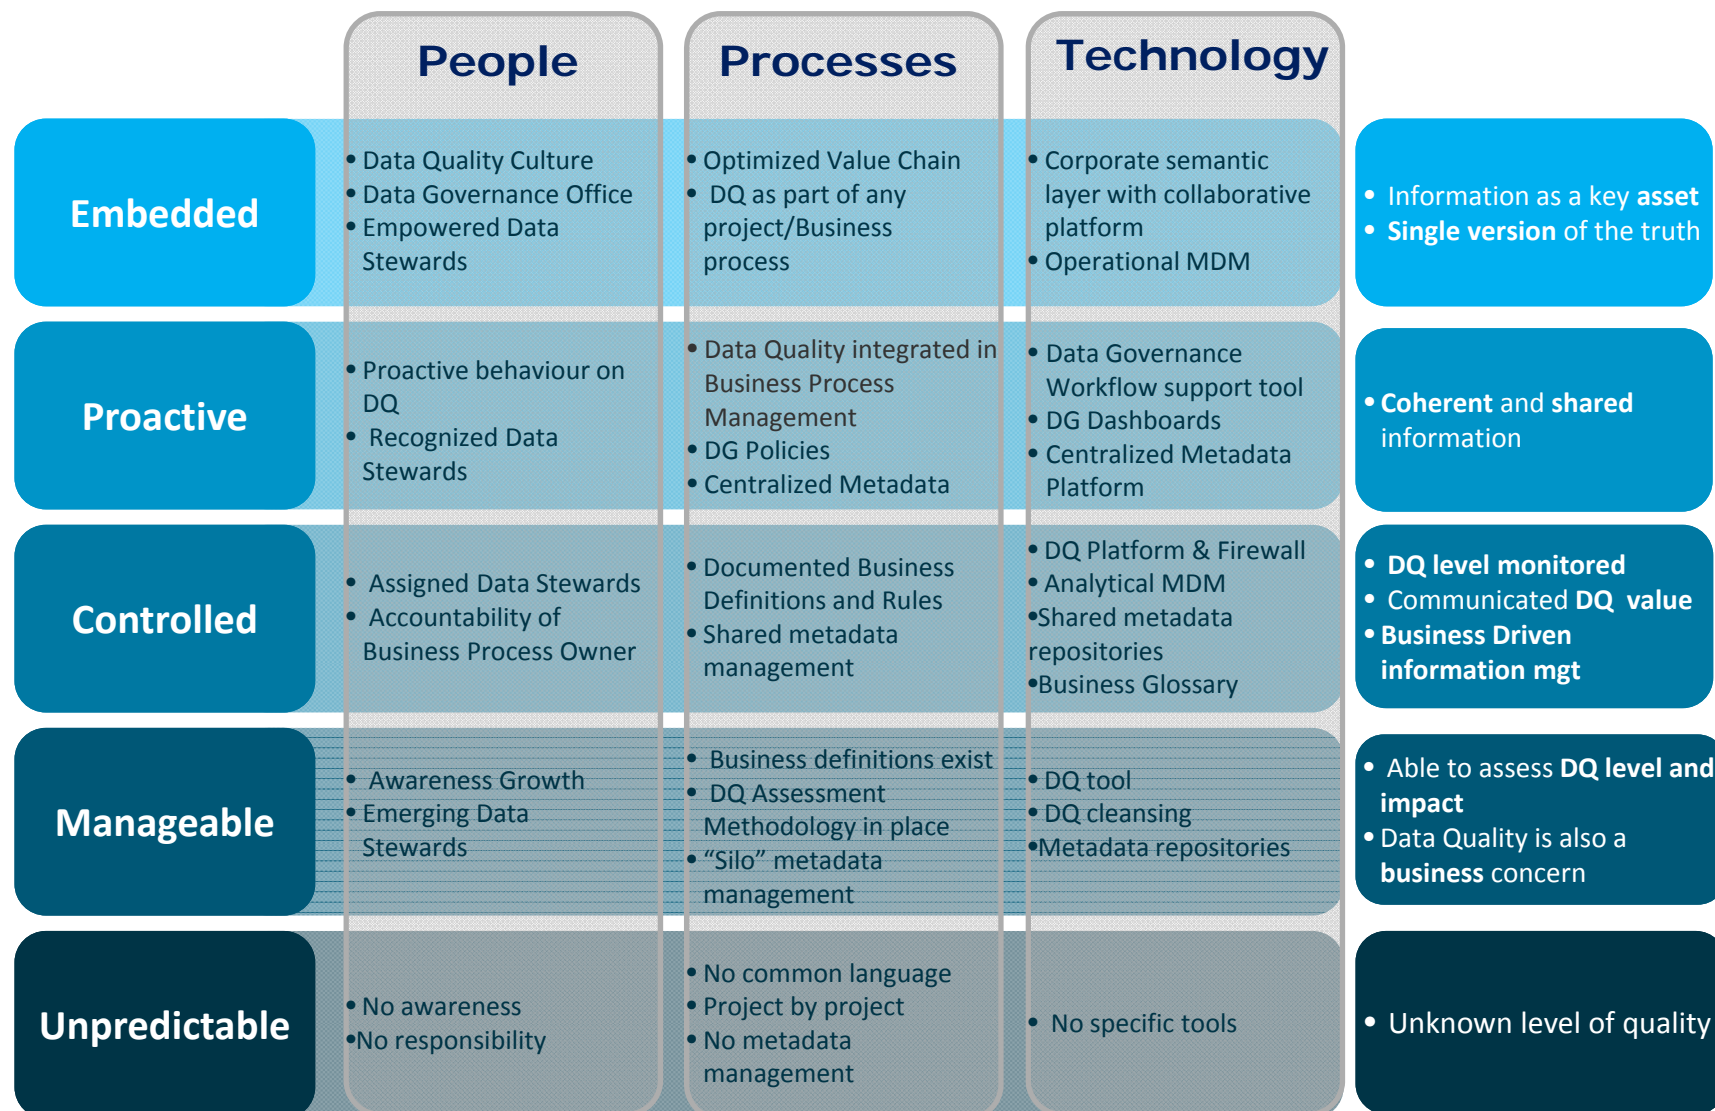 People
Processes
Technology
Embedded
• Data Quality Culture
• Data Governance Office
• Empowered Data
Stewards
• Optimized Value Chain
• DQ as part of any
project/Business
process
• Corporate semantic
layer with collaborative
platform
• Operational MDM
• Information as a key asset
• Single version of the truth
Proactive
• Proactive behaviour on
DQ
• Recognized Data
Stewards
• Data Quality integrated in
Business Process
Management
• DG Policies
• Centralized Metadata
• Data Governance
Workflow support tool
• DG Dashboards
• Centralized Metadata
Platform
• Coherent and shared
information
Controlled
• Assigned Data Stewards
• Accountability of
Business Process Owner
• Documented Business
Definitions and Rules
• Shared metadata
management
• DQ Platform & Firewall
• Analytical MDM
•Shared metadata
repositories
•Business Glossary
• DQ level monitored
• Communicated DQ value
• Business Driven
information mgt
Manageable
• Awareness Growth
• Emerging Data
Stewards
• Business definitions exist
• DQ Assessment
Methodology in place
• “Silo” metadata
management
• DQ tool
• DQ cleansing
•Metadata repositories
• Able to assess DQ level and
impact
• Data Quality is also a
business concern
Unpredictable
• No awareness
•No responsibility
• No common language
• Project by project
• No metadata
management
• No specific tools
• Unknown level of quality